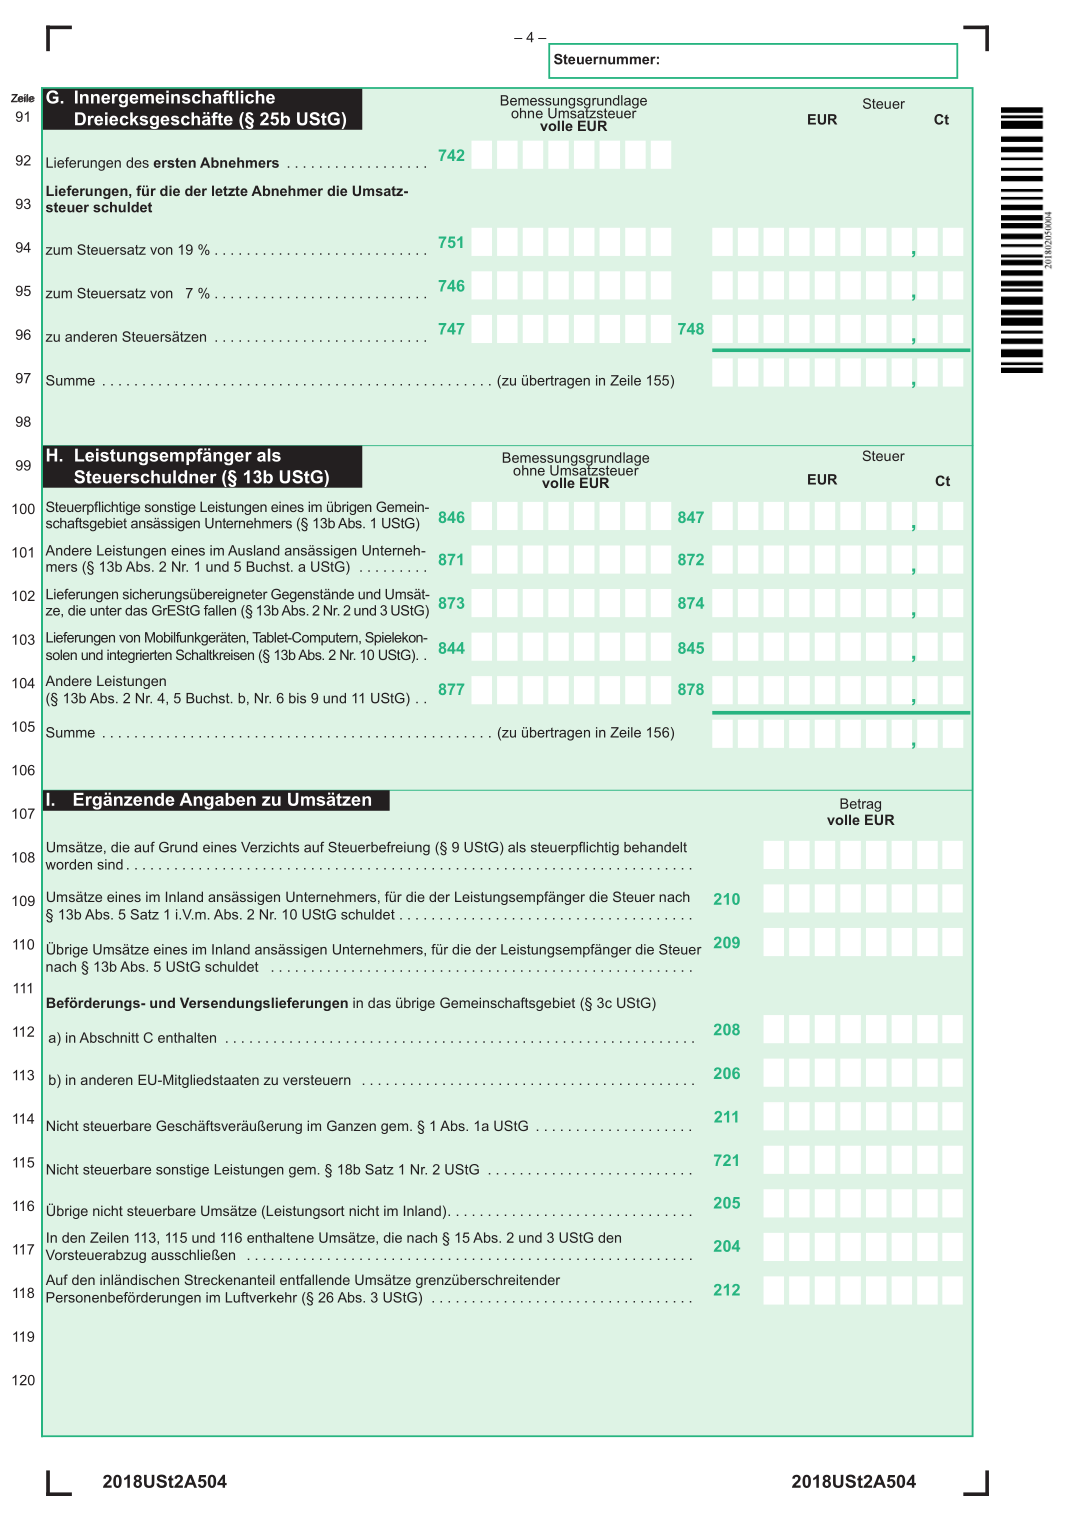 – 4 –
Steuernummer:
Zeile
91 G. Innergemeinschaftliche
Dreiecksgeschäfte (§ 25b UStG)
Bemessungsgrundlage
ohne Umsatzsteuer
volle EUR
Steuer
EUR Ct
92 Lieferungen des ersten Abnehmers . . . . . . . . . . . . . . . . . . 742
93 Lieferungen, für die der letzte Abnehmer die Umsatz-
steuer schuldet
94 zum Steuersatz von 19 % . . . . . . . . . . . . . . . . . . . . . . . . . . . 751 ,
95 zum Steuersatz von 7 % . . . . . . . . . . . . . . . . . . . . . . . . . . . 746 ,
96 zu anderen Steuersätzen . . . . . . . . . . . . . . . . . . . . . . . . . . . 747 748 ,
97 Summe . . . . . . . . . . . . . . . . . . . . . . . . . . . . . . . . . . . . . . . . . . . . . . . . . (zu übertragen in Zeile 155) ,
98
99 H. Leistungsempfänger als
Steuerschuldner (§ 13b UStG)
Bemessungsgrundlage
ohne Umsatzsteuer
volle EUR
Steuer
EUR Ct
100 Steuerpflichtige sonstige Leistungen eines im übrigen Gemein-
schaftsgebiet ansässigen Unternehmers (§ 13b Abs. 1 UStG) 846 847 ,
101 Andere Leistungen eines im Ausland ansässigen Unterneh-
mers (§ 13b Abs. 2 Nr. 1 und 5 Buchst. a UStG) . . . . . . . . . 871 872 ,
102 Lieferungen sicherungsübereigneter Gegenstände und Umsät-
ze, die unter das GrEStG fallen (§ 13b Abs. 2 Nr. 2 und 3 UStG) 873 874 ,
103 Lieferungen von Mobilfunkgeräten, Tablet-Computern, Spielekon-
solen und integrierten Schaltkreisen (§ 13b Abs. 2 Nr. 10 UStG). . 844 845 ,
104 Andere Leistungen
(§ 13b Abs. 2 Nr. 4, 5 Buchst. b, Nr. 6 bis 9 und 11 UStG) . . 877 878 ,
105 Summe . . . . . . . . . . . . . . . . . . . . . . . . . . . . . . . . . . . . . . . . . . . . . . . . . (zu übertragen in Zeile 156) ,
106
107 I. Ergänzende Angaben zu Umsätzen
Betrag
volle EUR
108 Umsätze, die auf Grund eines Verzichts auf Steuerbefreiung (§ 9 UStG) als steuerpflichtig behandelt
worden sind . . . . . . . . . . . . . . . . . . . . . . . . . . . . . . . . . . . . . . . . . . . . . . . . . . . . . . . . . . . . . . . . . . . . . . .
109 Umsätze eines im Inland ansässigen Unternehmers, für die der Leistungsempfänger die Steuer nach
§ 13b Abs. 5 Satz 1 i.V.m. Abs. 2 Nr. 10 UStG schuldet . . . . . . . . . . . . . . . . . . . . . . . . . . . . . . . . . . . . . 210
110 Übrige Umsätze eines im Inland ansässigen Unternehmers, für die der Leistungsempfänger die Steuer
nach § 13b Abs. 5 UStG schuldet . . . . . . . . . . . . . . . . . . . . . . . . . . . . . . . . . . . . . . . . . . . . . . . . . . . . . 209
111 Beförderungs- und Versendungslieferungen in das übrige Gemeinschaftsgebiet (§ 3c UStG)
112 a) in Abschnitt C enthalten . . . . . . . . . . . . . . . . . . . . . . . . . . . . . . . . . . . . . . . . . . . . . . . . . . . . . . . . . . . 208
113 b) in anderen EU-Mitgliedstaaten zu versteuern . . . . . . . . . . . . . . . . . . . . . . . . . . . . . . . . . . . . . . . . . . 206
114 Nicht steuerbare Geschäftsveräußerung im Ganzen gem. § 1 Abs. 1a UStG . . . . . . . . . . . . . . . . . . . . 211
115 Nicht steuerbare sonstige Leistungen gem. § 18b Satz 1 Nr. 2 UStG . . . . . . . . . . . . . . . . . . . . . . . . . . 721
116 Übrige nicht steuerbare Umsätze (Leistungsort nicht im Inland). . . . . . . . . . . . . . . . . . . . . . . . . . . . . . . 205
117 In den Zeilen 113, 115 und 116 enthaltene Umsätze, die nach § 15 Abs. 2 und 3 UStG den
Vorsteuerabzug ausschließen . . . . . . . . . . . . . . . . . . . . . . . . . . . . . . . . . . . . . . . . . . . . . . . . . . . . . . . . 204
118 Auf den inländischen Streckenanteil entfallende Umsätze grenzüberschreitender
Personenbeförderungen im Luftverkehr (§ 26 Abs. 3 UStG) . . . . . . . . . . . . . . . . . . . . . . . . . . . . . . . . . 212
119
120
2018USt2A504 2018USt2A504
201802050004